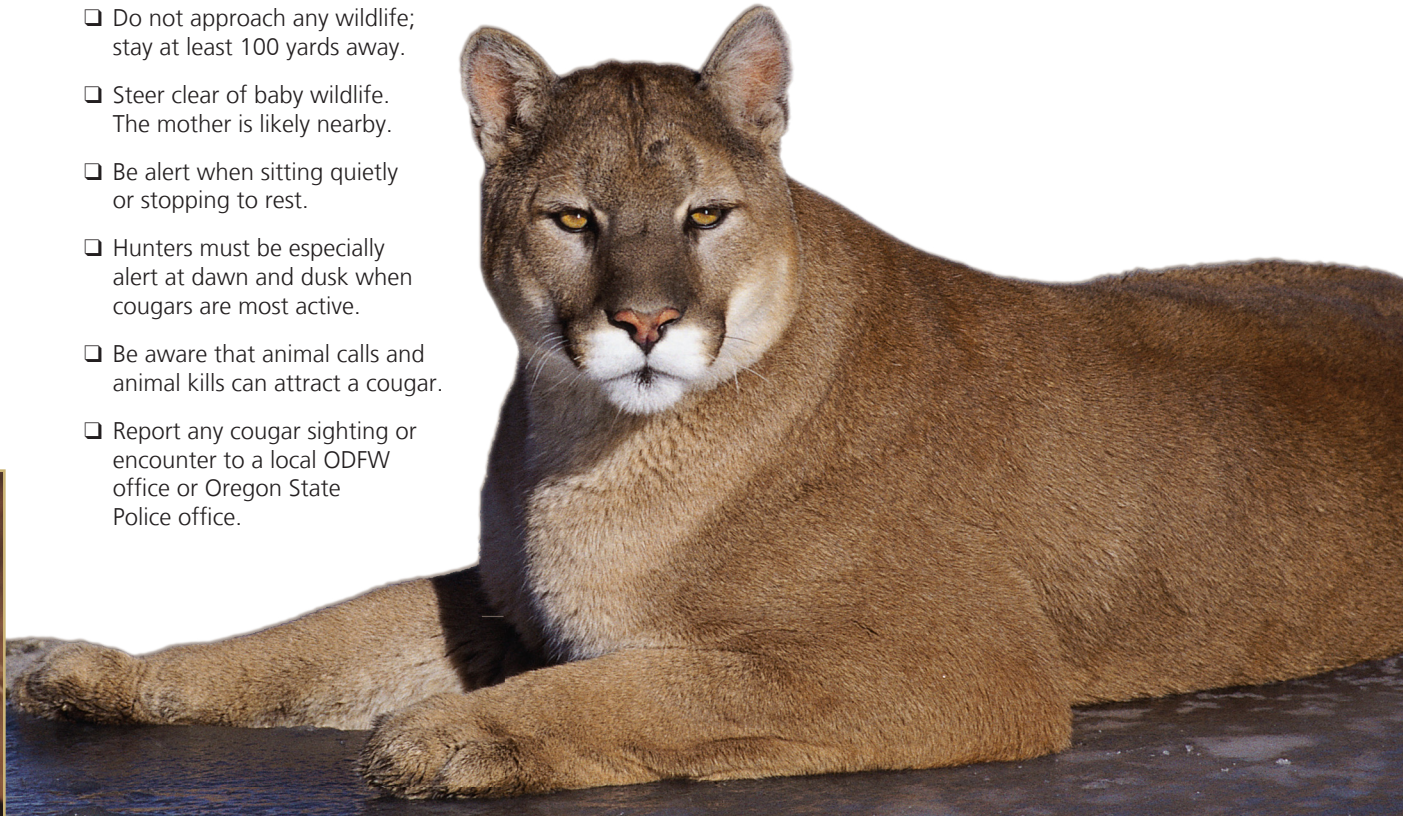 ❑ Do not approach any wildlife;
stay at least 100 yards away.
❑ Steer clear of baby wildlife.
The mother is likely nearby.
❑ Be alert when sitting quietly
or stopping to rest.
❑ Hunters must be especially
alert at dawn and dusk when
cougars are most active.
❑ Be aware that animal calls and
animal kills can attract a cougar.
❑ Report any cougar sighting or
encounter to a local ODFW
office or Oregon State
Police office.